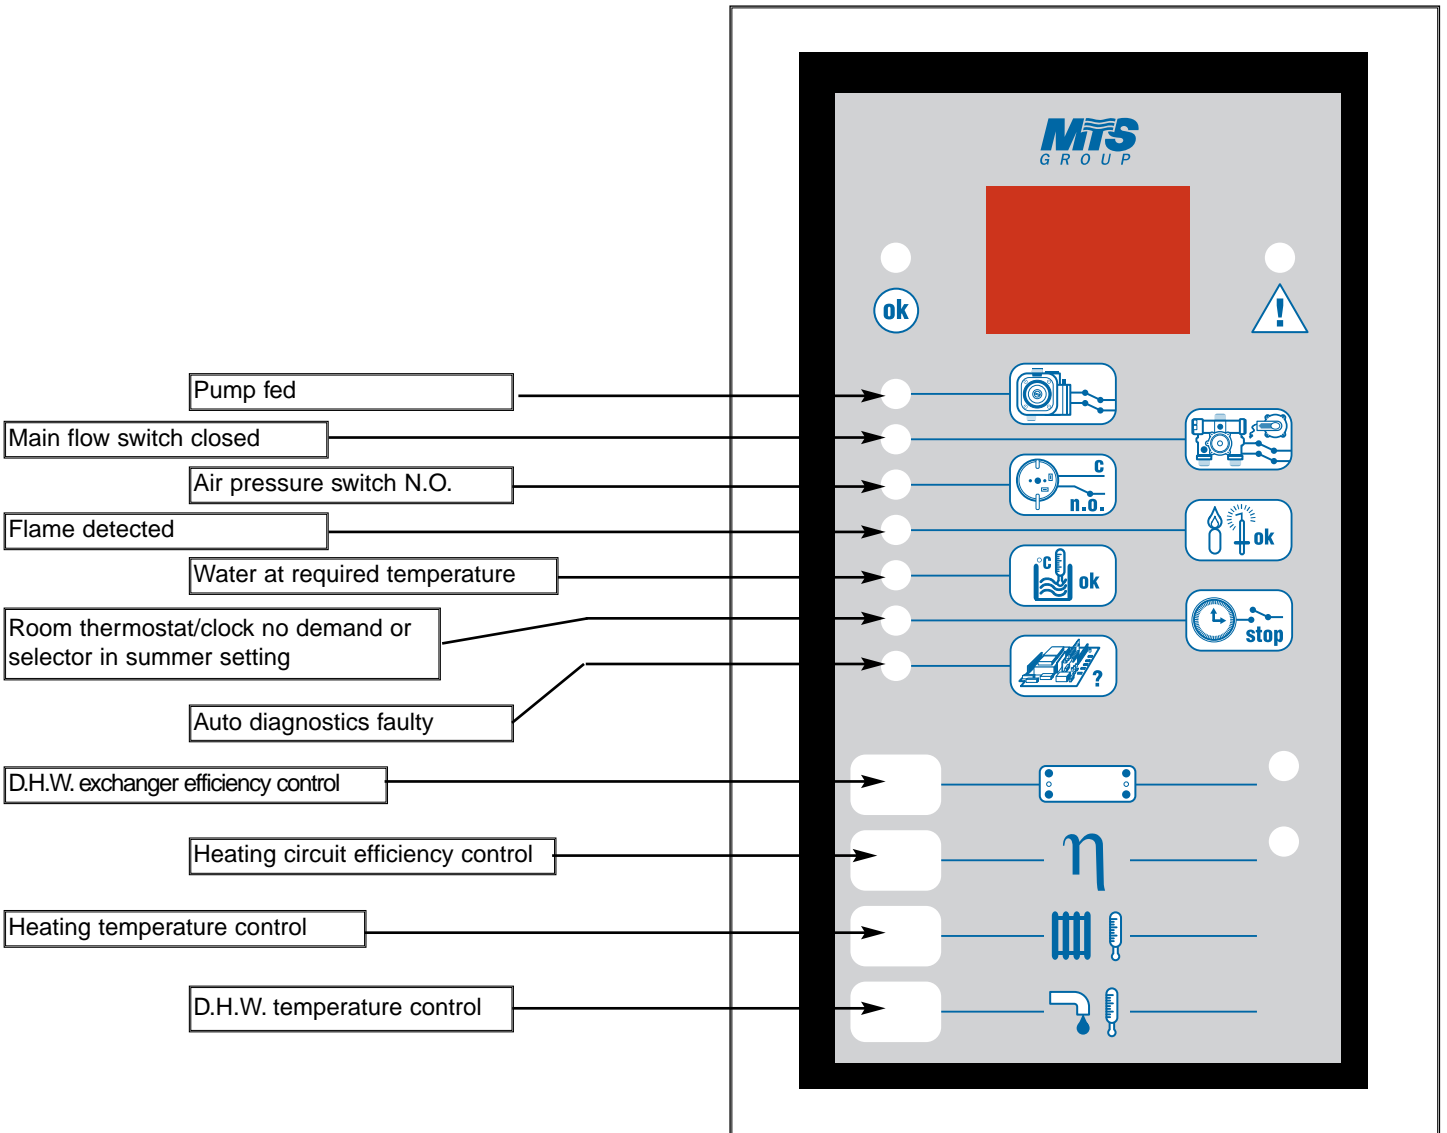 MTS
GROUP
ok
!
Pump fed
Main flow switch closed
C
Air pressure switch N.O.
n.o.
Flame detected
ok
Water at required temperature
°C
ok
Room thermostat/clock no demand or
selector in summer setting
stop
?
Auto diagnostics faulty
D.H.W. exchanger efficiency control
Heating circuit efficiency control
η
Heating temperature control
D.H.W. temperature control